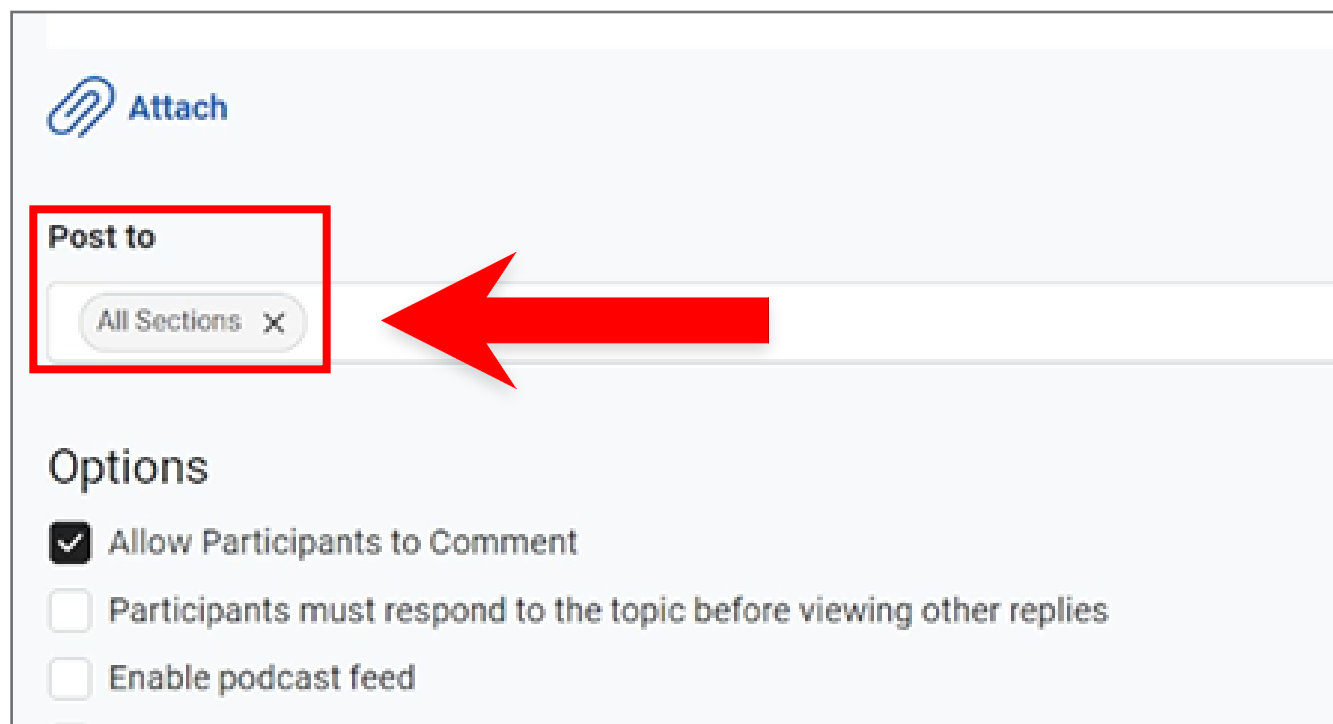 Attach
Post to
All Sections
Options
Allow Participants to Comment
Participants must respond to the topic before viewing other replies
Enable podcast feed